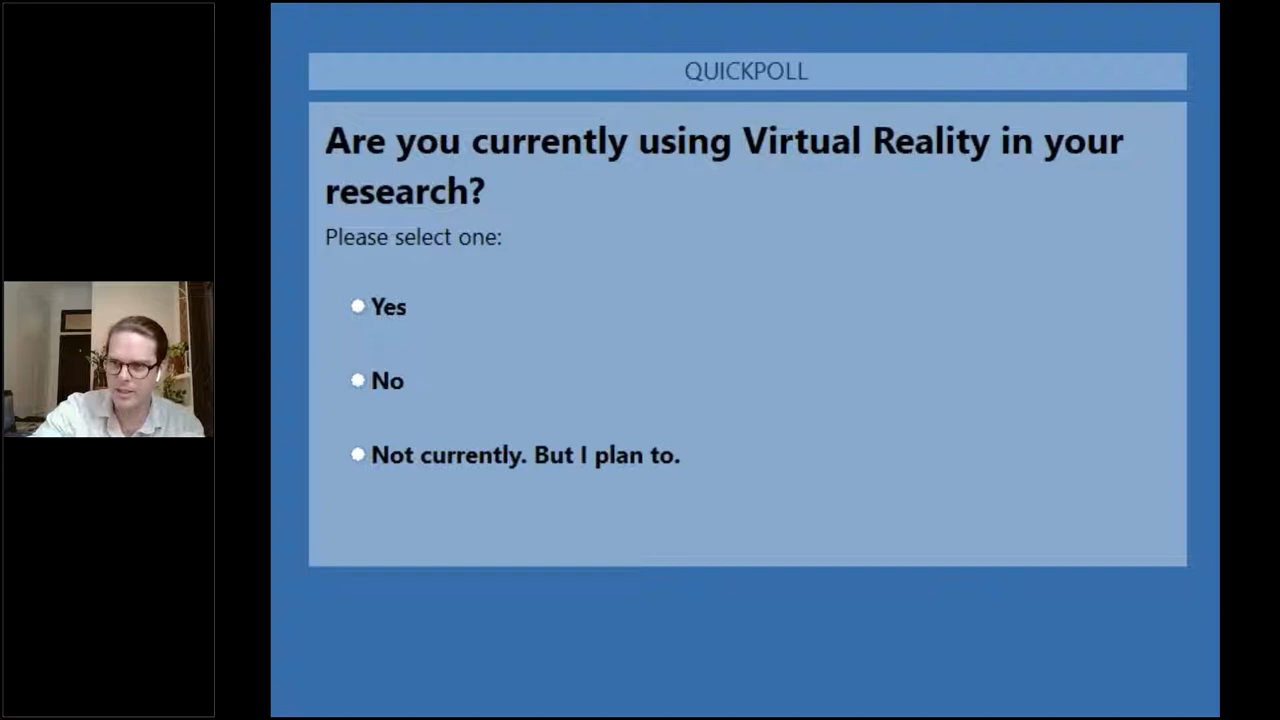 QUICKPOLL
Are you currently using Virtual Reality in your
research?
Please select one:
Yes
No
Not currently. But I plan to.